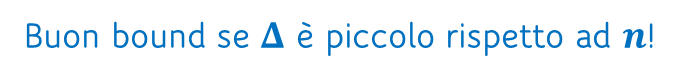 Buon bound se Δ è piccolo rispetto ad n!